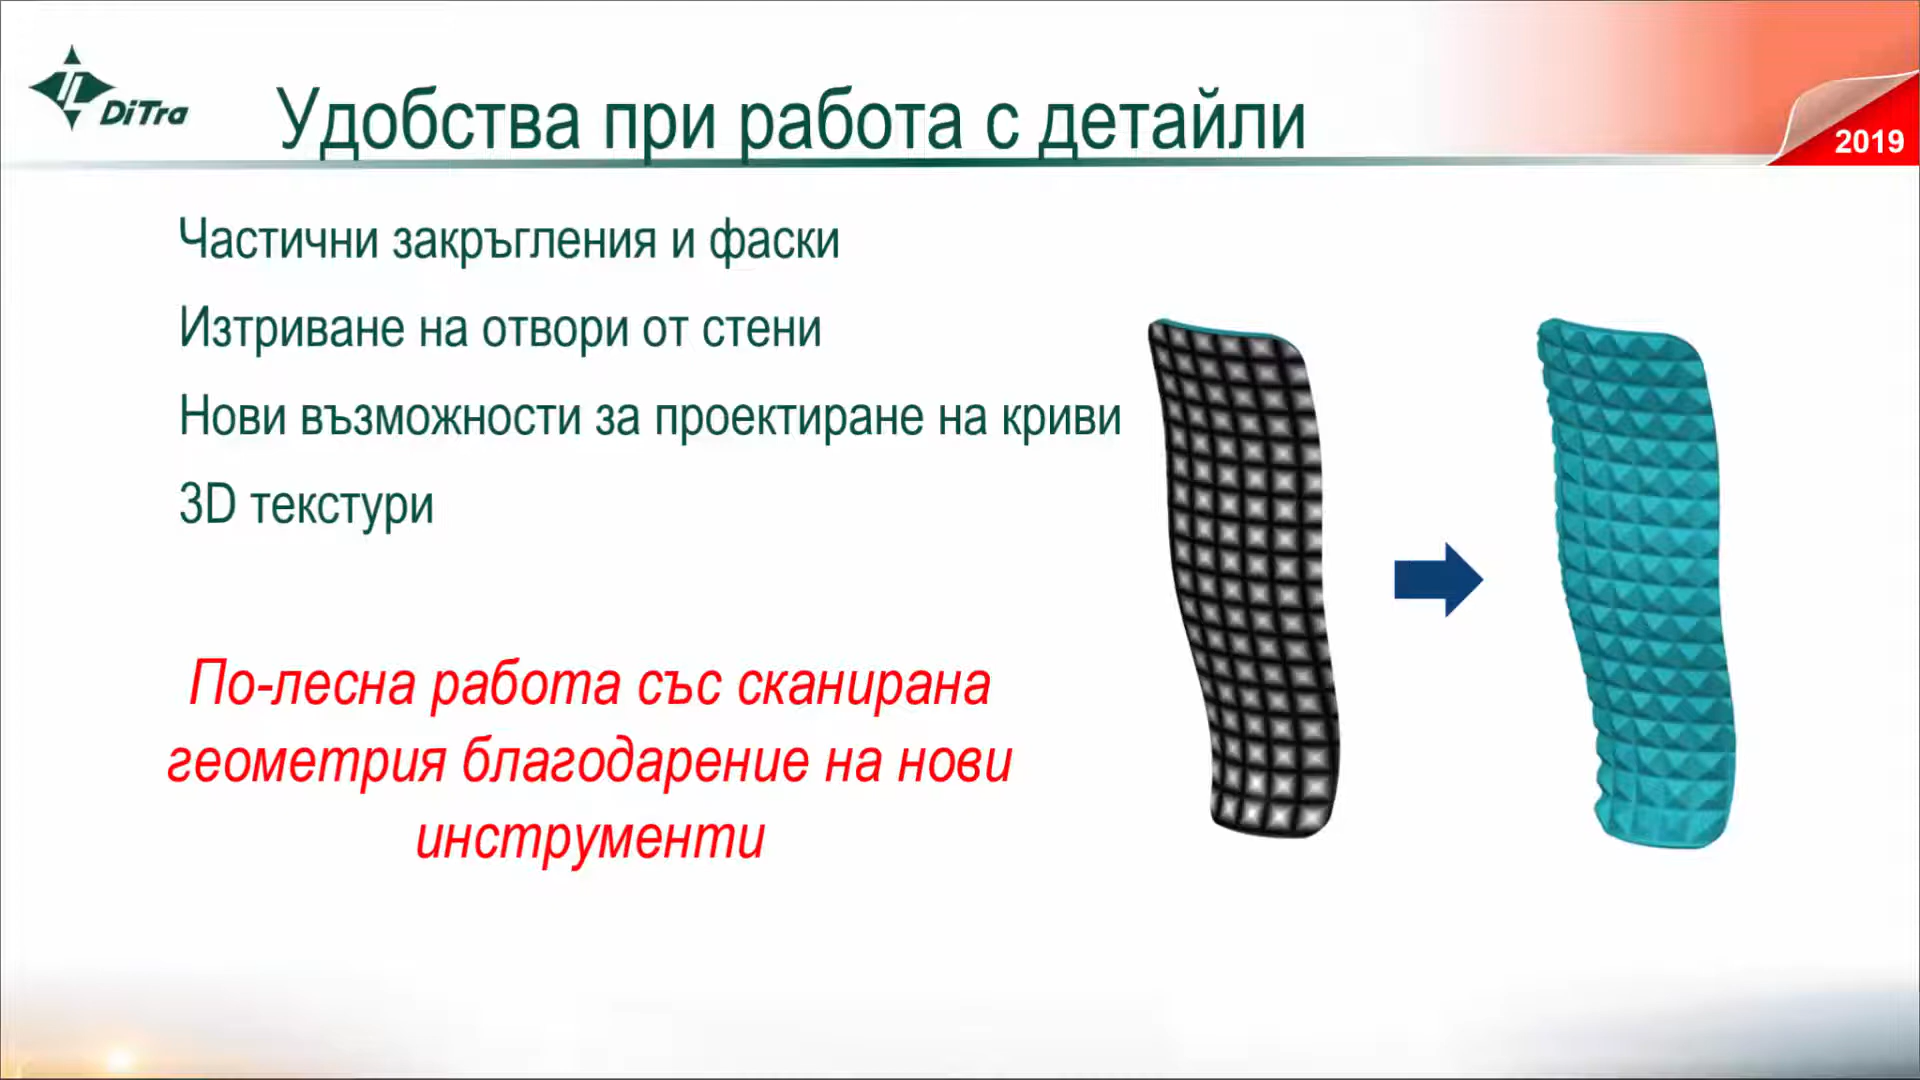 DiTra
Удобства при работа с детайли
2019
Частични закръгления и фаски
Изтриване на отвори от стени
Нови възможности за проектиране на криви
3D текстури
По-лесна работа със сканирана
геометрия благодарение на нови
инструменти